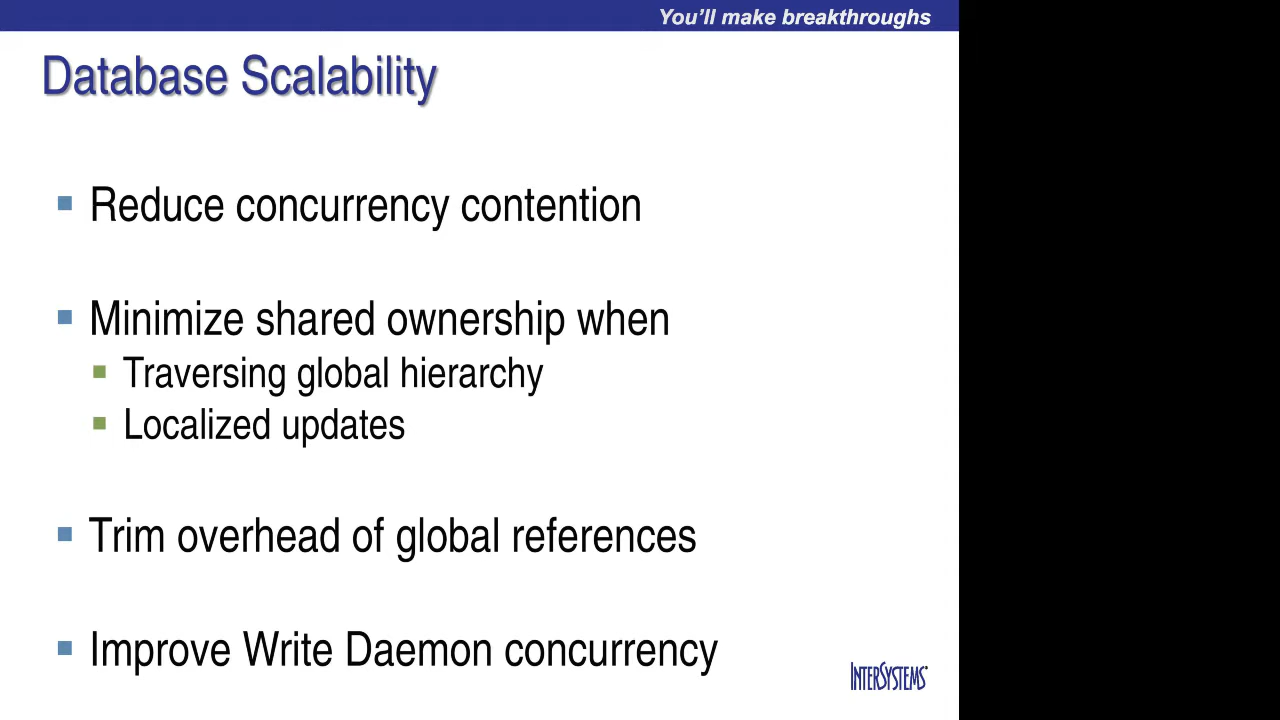 You'll make breakthroughs
Database Scalability
Reduce concurrency contention
Minimize shared ownership when
Traversing global hierarchy
Localized updates
Trim overhead of global references
Improve Write Daemon concurrency
INTERSYSTEMS